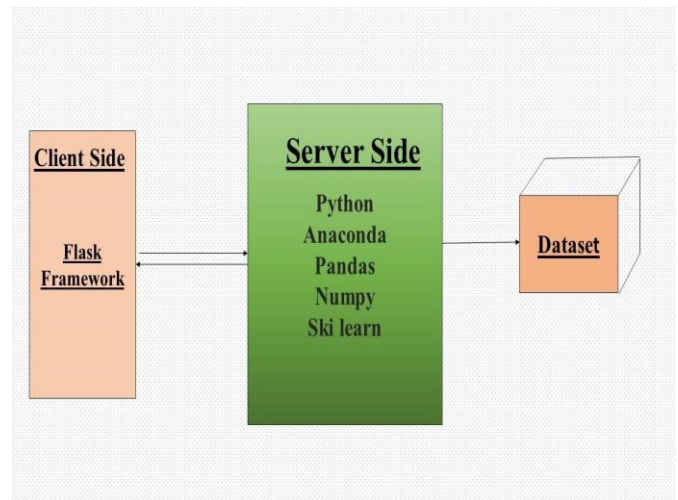 Client Side
Flask
Framework
Server Side
Python
Anaconda
Pandas
Numpy
Ski learn
Dataset